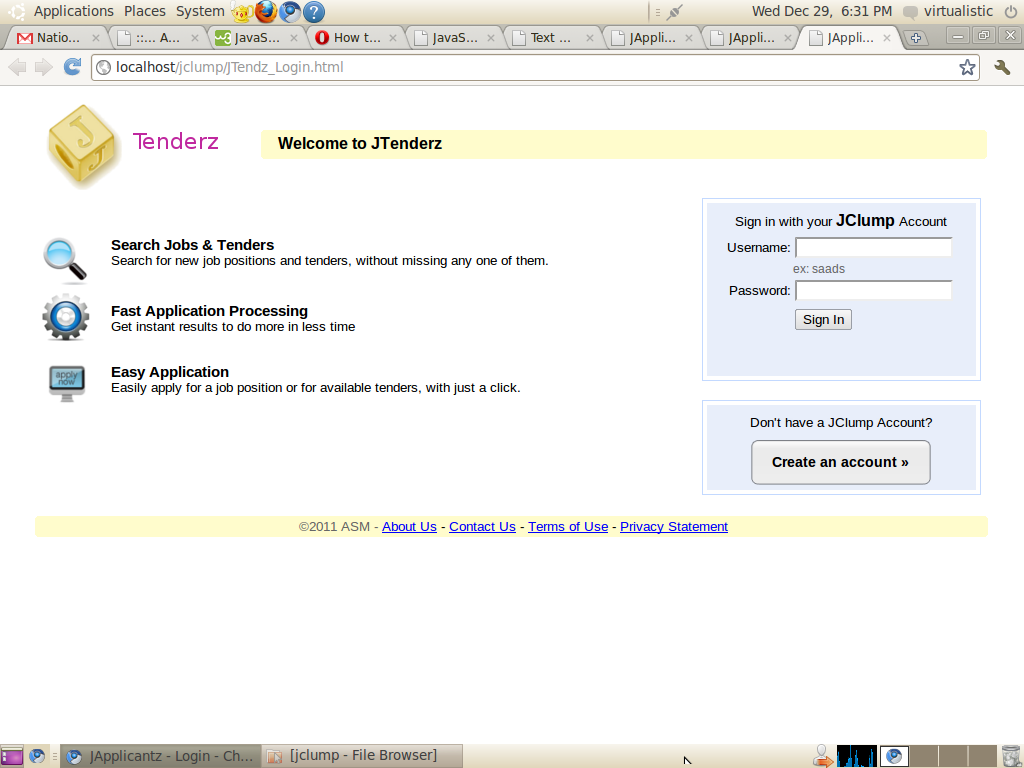 Applications Places System
Wed Dec 29, 6:31 PM virtualistic
Natio... ::... A... JavaS... How t... JavaS... Text ... JAppli... JAppli... JAppli...
localhost/jclump/JTendz_Login.html
J
J
Tenderz
Welcome to JTenderz
Sign in with your JClump Account
Username:
ex: saads
Password:
Sign In
Search Jobs & Tenders
Search for new job positions and tenders, without missing any one of them.
Fast Application Processing
Get instant results to do more in less time
apply
now
Easy Application
Easily apply for a job position or for available tenders, with just a click.
Don't have a JClump Account?
Create an account »
©2011 ASM - About Us - Contact Us - Terms of Use - Privacy Statement
JApplicantz - Login - Ch... [jclump - File Browser]